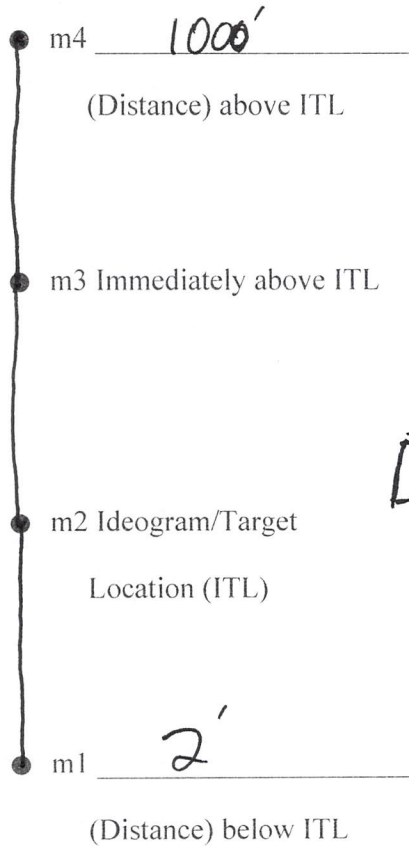 m4 1000'
(Distance) above ITL
m3 Immediately above ITL
m2 Ideogram/Target
Location (ITL)
m1 2'
(Distance) below ITL